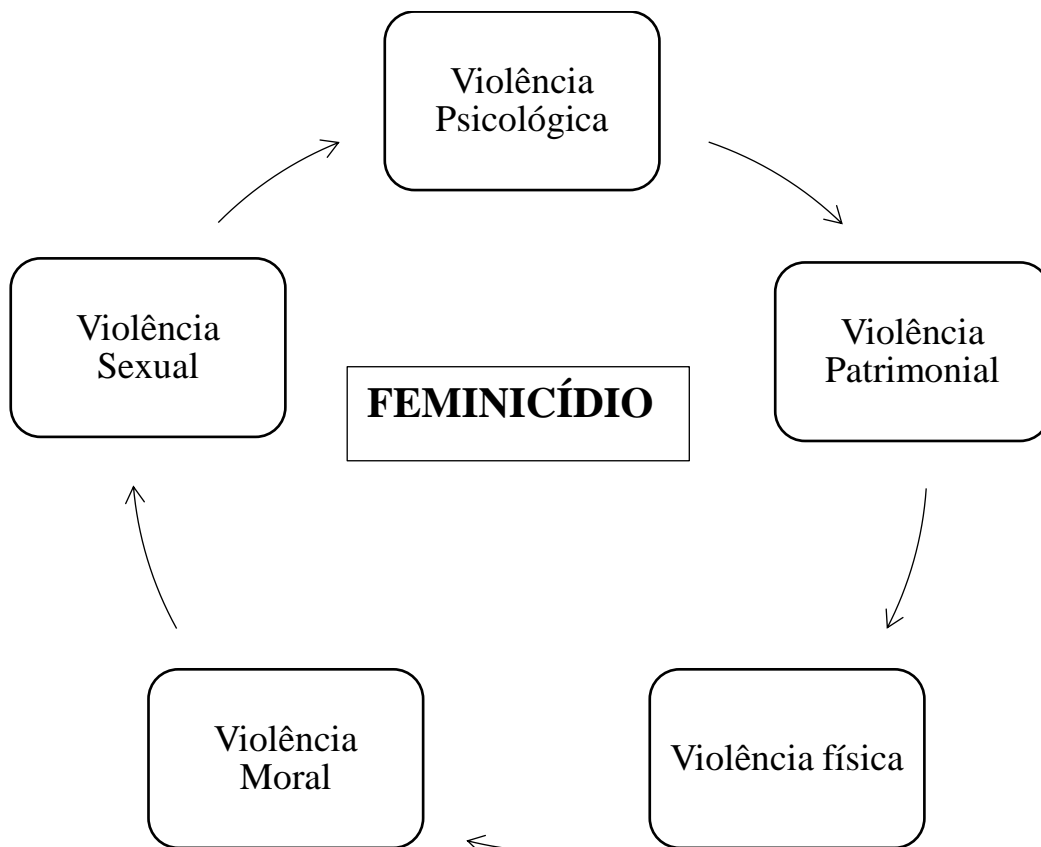 Violência
Psicológica
Violência
Sexual
Violência
Patrimonial
FEMINICÍDIO
Violência
Moral
Violência física